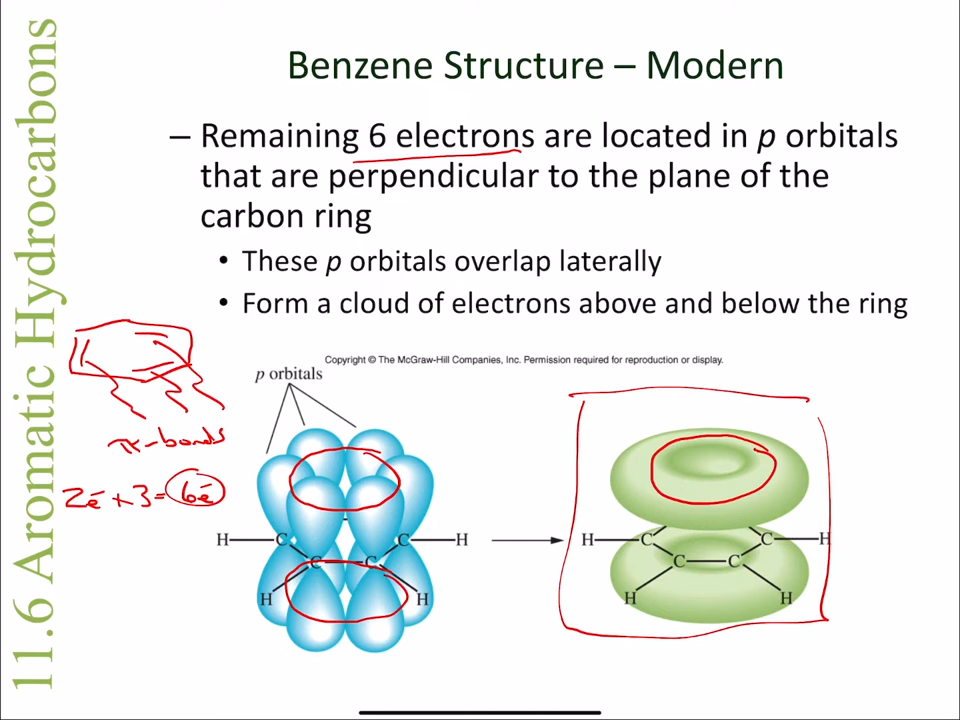 11.6 Aromatic Hydrocarbons
Benzene Structure – Modern
– Remaining 6 electrons are located in p orbitals
that are perpendicular to the plane of the
carbon ring
• These p orbitals overlap laterally
• Form a cloud of electrons above and below the ring
Copyright © The McGraw-Hill Companies, Inc. Permission required for reproduction or display.
p orbitals
π-bonds
2ē x 3 = 6ē
H C C H
C C
H H
H C C H
C C
H H